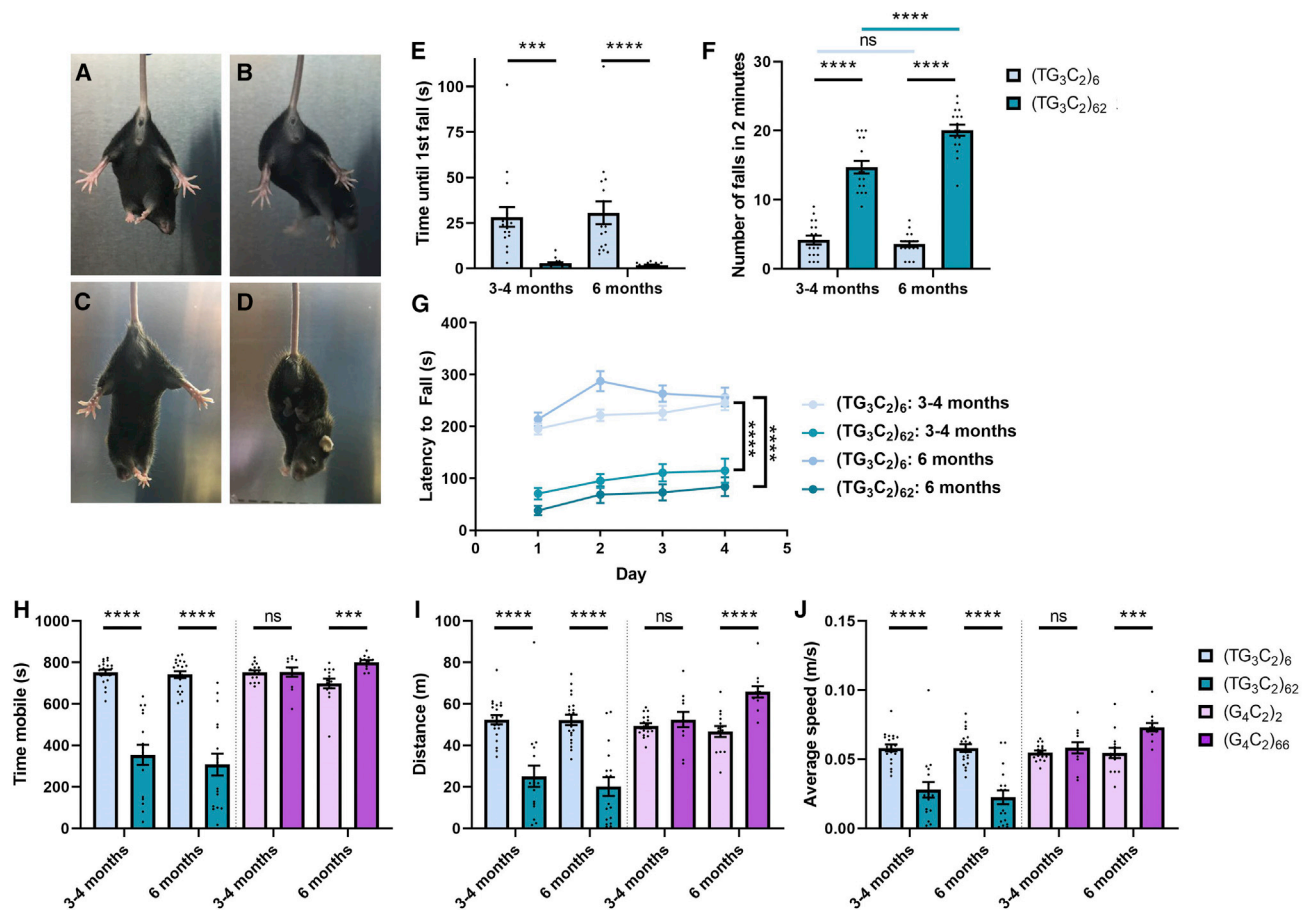 A
B
C
D
E
Time until 1st fall (s)
100
75
50
25
0
***
****
3-4 months
6 months
F
Number of falls in 2 minutes
30
20
10
0
****
ns
****
****
3-4 months
6 months
(TG₃C₂)₆
(TG₃C₂)₆₂
G
Latency to Fall (s)
400
300
200
100
0
0
1
2
3
4
5
Day
****
****
(TG₃C₂)₆: 3-4 months
(TG₃C₂)₆₂: 3-4 months
(TG₃C₂)₆: 6 months
(TG₃C₂)₆₂: 6 months
H
Time mobile (s)
1000
800
600
400
200
0
****
****
ns
***
3-4 months
6 months
3-4 months
6 months
I
Distance (m)
100
80
60
40
20
0
****
****
ns
****
3-4 months
6 months
3-4 months
6 months
J
Average speed (m/s)
0.15
0.10
0.05
0.00
****
****
ns
***
3-4 months
6 months
3-4 months
6 months
(TG₃C₂)₆
(TG₃C₂)₆₂
(G₄C₂)₂
(G₄C₂)₆₆